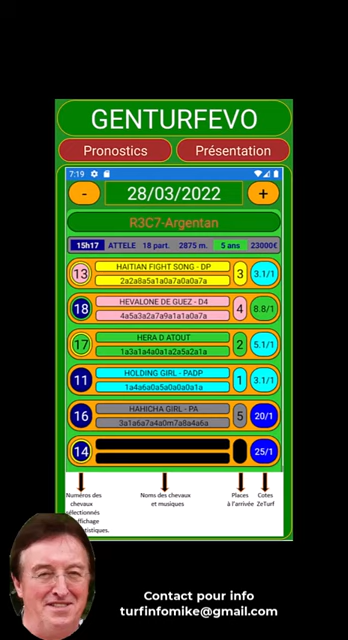 GENTURFEVO
Pronostics
Présentation
7:19
-
28/03/2022
+
R3C7-Argentan
15h17 ATTELE 18 part. 2875 m. 5 ans 23000€
13 HAITIAN FIGHT SONG - DP 3 3.1/1
2a2a8a5a1a0a7a0a0a7a
18 HEVALONE DE GUEZ - D4 4 8.8/1
4a5a3a2a7a9a1a1a0a7a
17 HERA D ATOUT 2 5.1/1
1a3a1a4a0a1a2a5a2a1a
11 HOLDING GIRL - PADP 1 3.1/1
1a4a6a0a5a0a0a0a1a
16 HAHICHA GIRL - PA 5 20/1
3a1a6a7a4a0m7a8a4a6a
14 25/1
Numéros des
chevaux
sélectionnés
affichage
statistiques.
Noms des chevaux
et musiques
Places
à l'arrivée
Cotes
ZeTurf
Contact pour info
turfinfomike@gmail.com